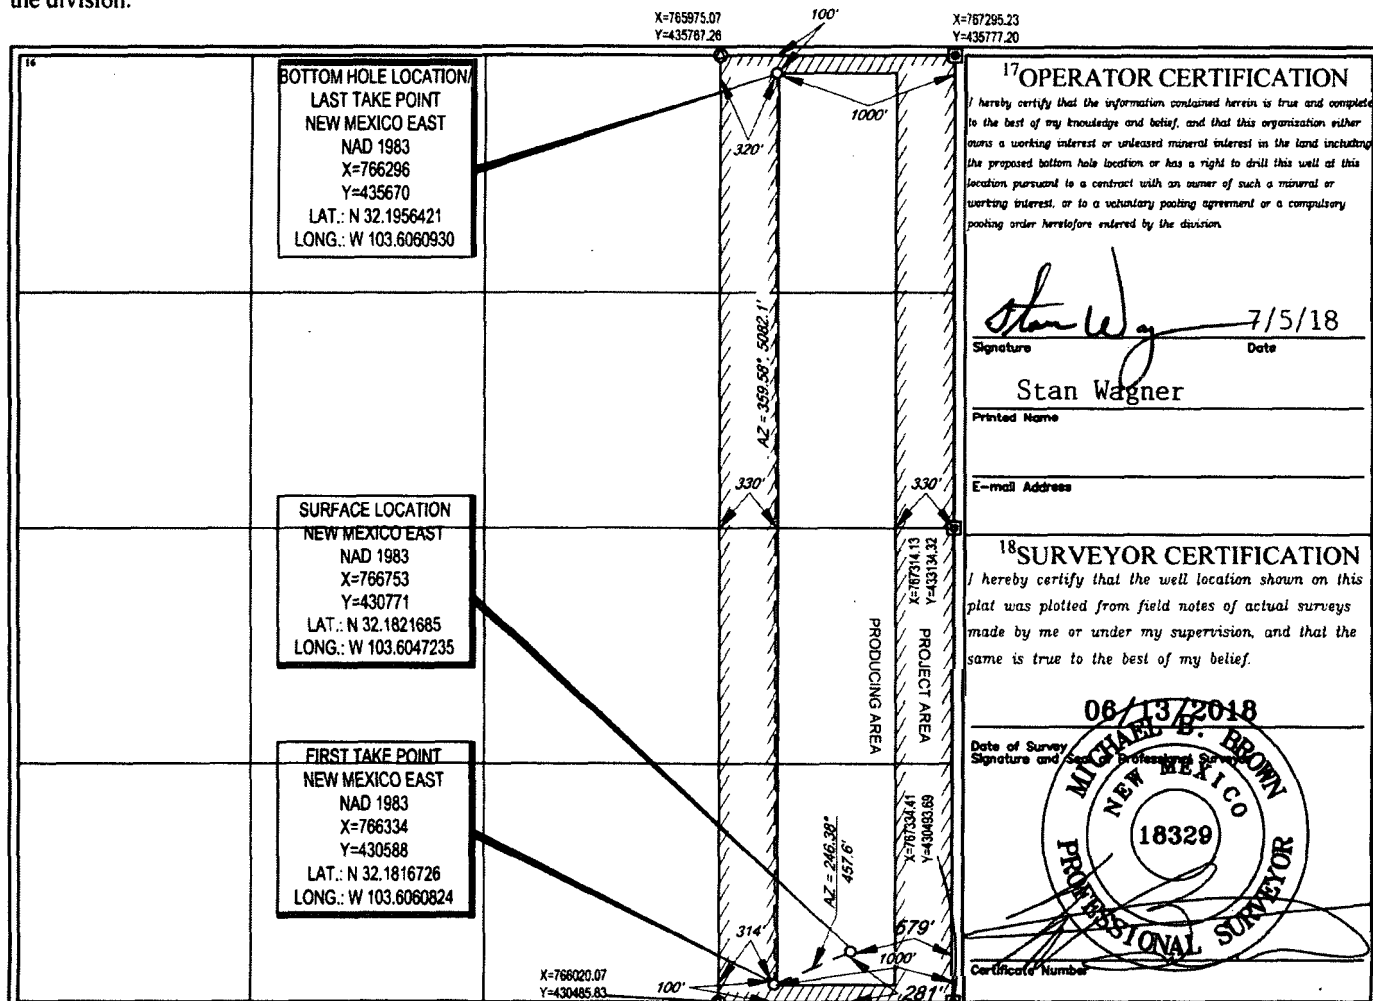 the division.
X=765975.07
Y=435767.26
100'
X=767295.23
Y=435777.20
16
BOTTOM HOLE LOCATION/
LAST TAKE POINT
NEW MEXICO EAST
NAD 1983
X=766296
Y=435670
LAT.: N 32.1956421
LONG.: W 103.6060930
320'
1000'
AZ = 359.58° 5082.1'
330'
330'
SURFACE LOCATION
NEW MEXICO EAST
NAD 1983
X=766753
Y=430771
LAT.: N 32.1821685
LONG.: W 103.6047235
Y=433134.32
X=767314.13
PRODUCING AREA
PROJECT AREA
FIRST TAKE POINT
NEW MEXICO EAST
NAD 1983
X=766334
Y=430588
LAT.: N 32.1816726
LONG.: W 103.6060824
Y=430493.69
X=767334.41
AZ = 246.38°
457.6'
314'
579'
1000'
X=766020.07
Y=430485.83
100'
281'
17 OPERATOR CERTIFICATION
I hereby certify that the information contained herein is true and complete
to the best of my knowledge and belief, and that this organization either
owns a working interest or unleased mineral interest in the land including
the proposed bottom hole location or has a right to drill this well at this
location pursuant to a contract with an owner of such a mineral or
working interest, or to a voluntary pooling agreement or a compulsory
pooling order heretofore entered by the division.
Stan Wag 7/5/18
Signature Date
Stan Wagner
Printed Name
E-mail Address
18 SURVEYOR CERTIFICATION
I hereby certify that the well location shown on this
plat was plotted from field notes of actual surveys
made by me or under my supervision, and that the
same is true to the best of my belief.
06/13/2018
Date of Survey
Signature and Seal of Professional Surveyor
MICHAEL B. BROWN
NEW MEXICO
18329
PROFESSIONAL SURVEYOR
Certificate Number